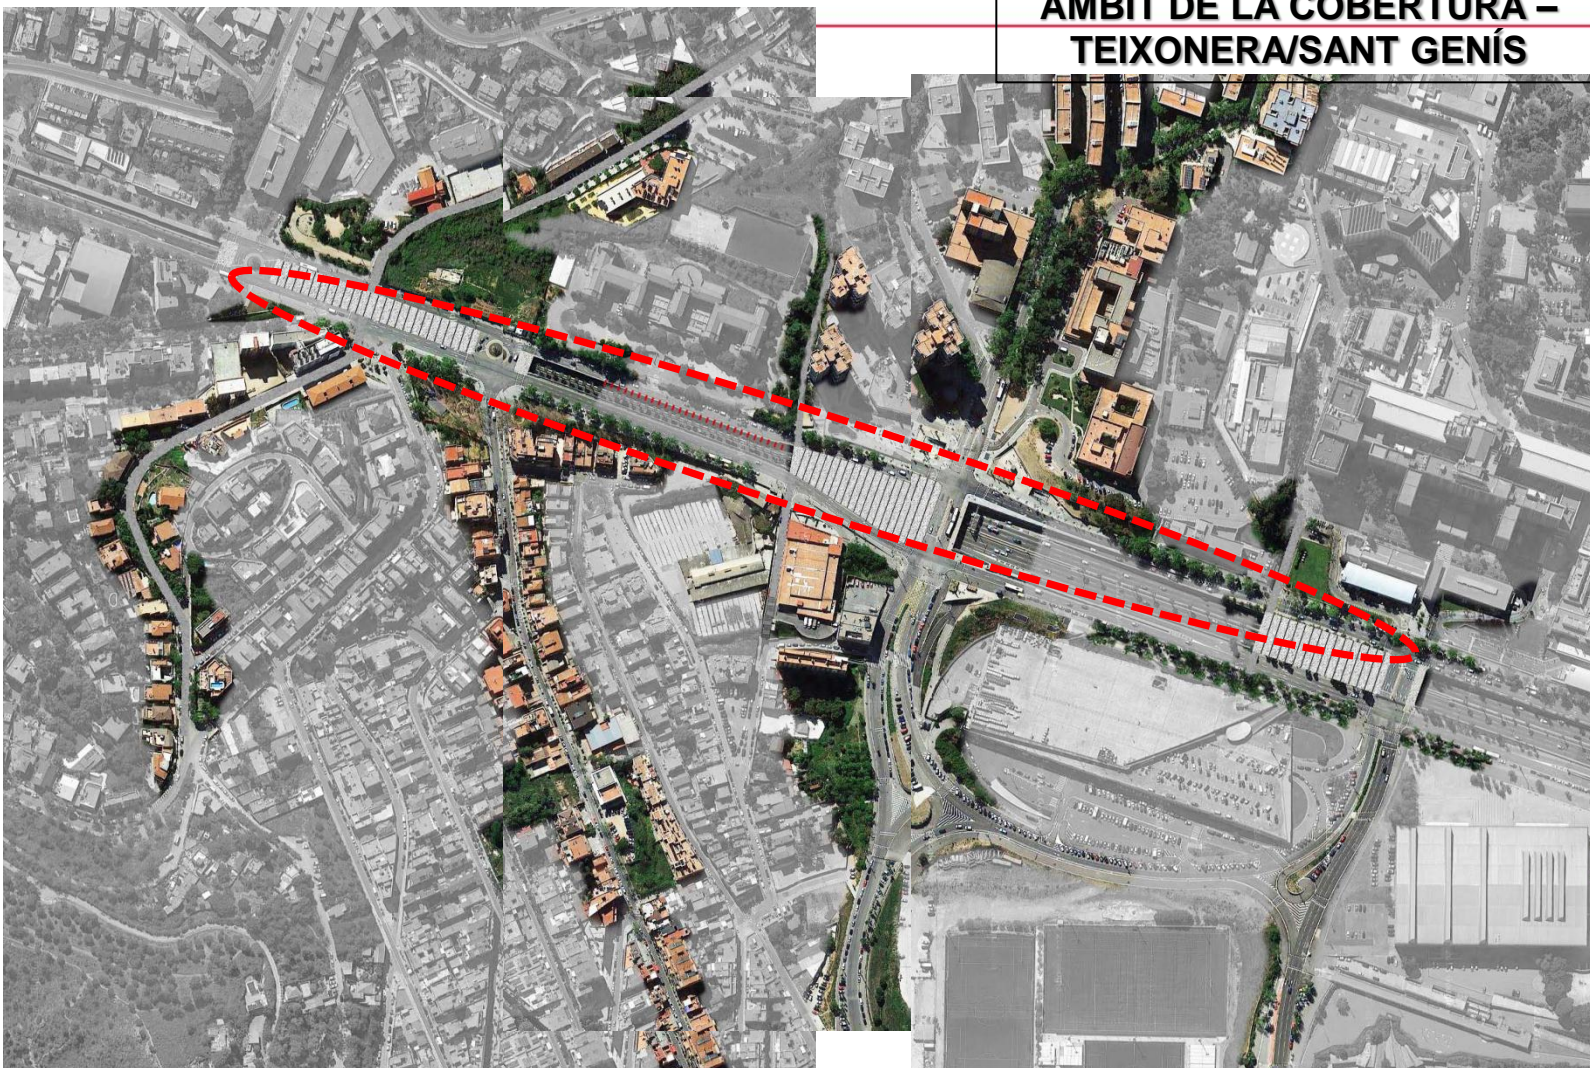 ÀMBIT DE LA COBERTURA –
TEIXONERA/SANT GENÍS